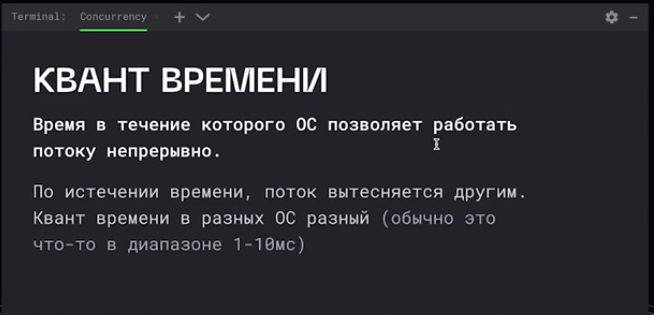 Terminal: Concurrency
КВАНТ ВРЕМЕНИ
Время в течение которого ОС позволяет работать
потоку непрерывно.
По истечении времени, поток вытесняется другим.
Квант времени в разных ОС разный (обычно это
что-то в диапазоне 1-10мс)